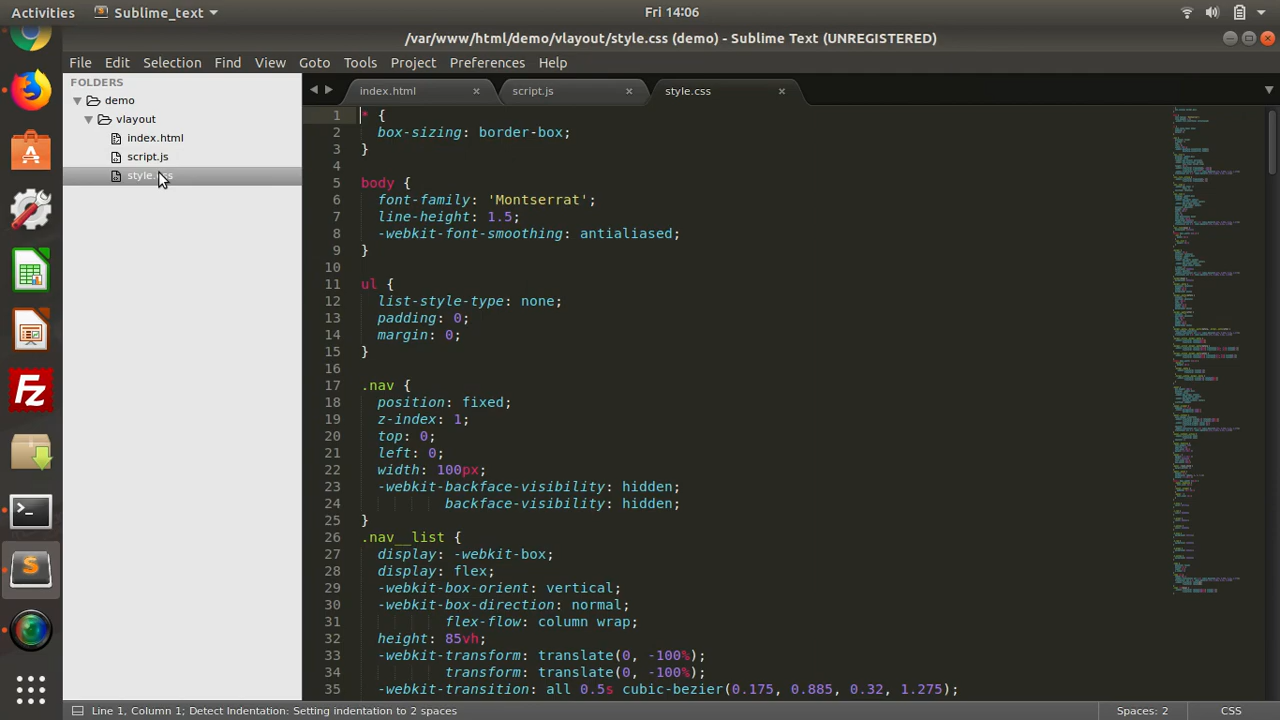 Activities Sublime_text Fri 14:06
/var/www/html/demo/vlayout/style.css (demo) - Sublime Text (UNREGISTERED)
File Edit Selection Find View Goto Tools Project Preferences Help
FOLDERS
demo
vlayout
index.html
script.js
index.html × script.js × style.css ×
1 * {
2 box-sizing: border-box;
3 }
4
5 body {
6 font-family: 'Montserrat';
7 line-height: 1.5;
8 -webkit-font-smoothing: antialiased;
9 }
10
11 ul {
12 list-style-type: none;
13 padding: 0;
14 margin: 0;
15 }
16
17 .nav {
18 position: fixed;
19 z-index: 1;
20 top: 0;
21 left: 0;
22 width: 100px;
23 -webkit-backface-visibility: hidden;
24 backface-visibility: hidden;
25 }
26 .nav__list {
27 display: -webkit-box;
28 display: flex;
29 -webkit-box-orient: vertical;
30 -webkit-box-direction: normal;
31 flex-flow: column wrap;
32 height: 85vh;
33 -webkit-transform: translate(0, -100%);
34 transform: translate(0, -100%);
35 -webkit-transition: all 0.5s cubic-bezier(0.175, 0.885, 0.32, 1.275);
Line 1, Column 1; Detect Indentation: Setting indentation to 2 spaces Spaces: 2 CSS